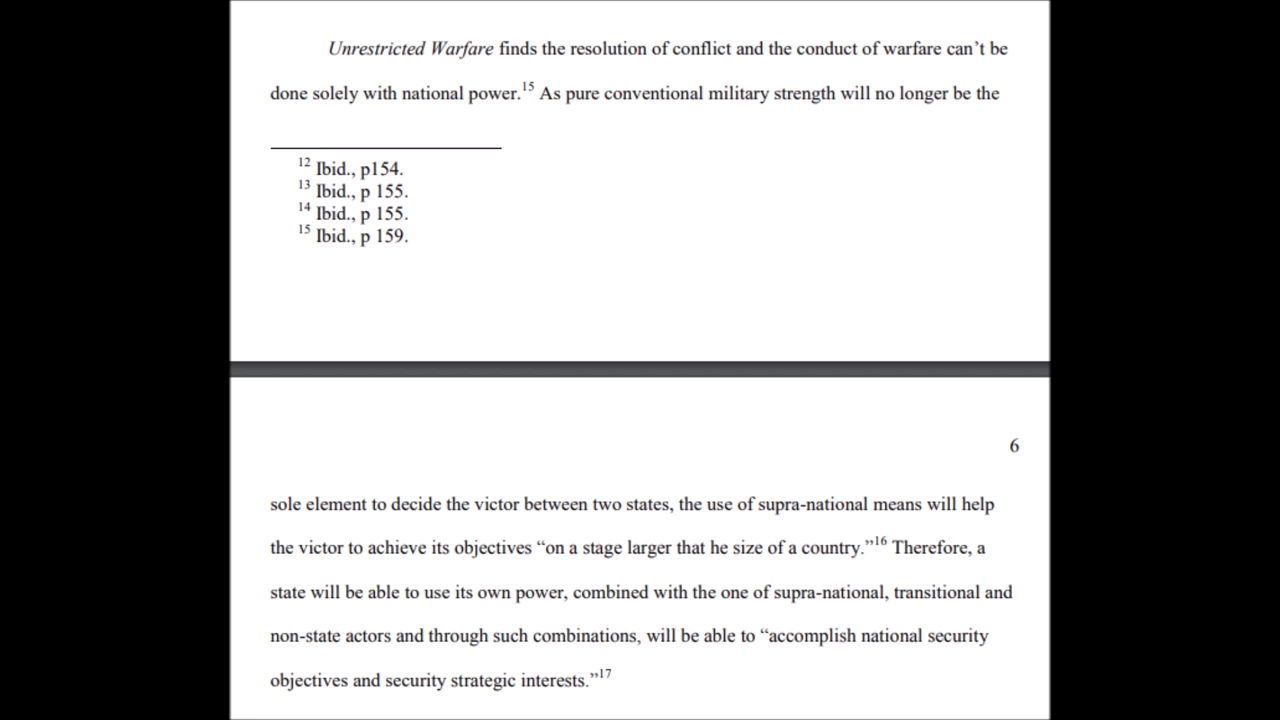 Unrestricted Warfare finds the resolution of conflict and the conduct of warfare can’t be
done solely with national power.15 As pure conventional military strength will no longer be the
12 Ibid., p154.
13 Ibid., p 155.
14 Ibid., p 155.
15 Ibid., p 159.
6
sole element to decide the victor between two states, the use of supra-national means will help
the victor to achieve its objectives “on a stage larger that he size of a country.”16 Therefore, a
state will be able to use its own power, combined with the one of supra-national, transitional and
non-state actors and through such combinations, will be able to “accomplish national security
objectives and security strategic interests.”17